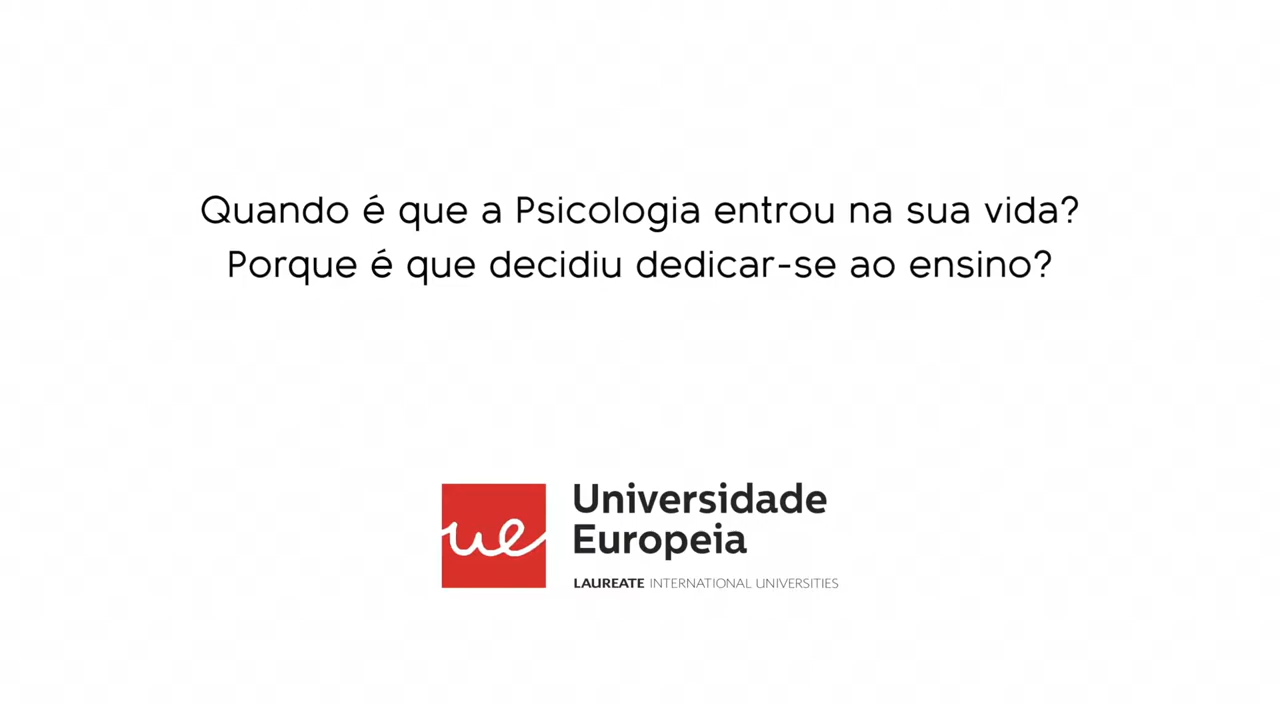 Quando é que a Psicologia entrou na sua vida?
Porque é que decidiu dedicar-se ao ensino?
ue
Universidade
Europeia
LAUREATE INTERNATIONAL UNIVERSITIES